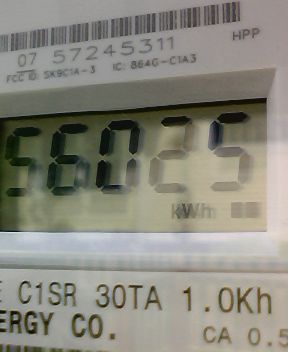 07 57245311
HPP
FCC ID: SK9C1A-3 IC: 864G-C1A3
56025
kWh
C1SR 30TA 1.0Kh
ERGY CO.
CA 0.5